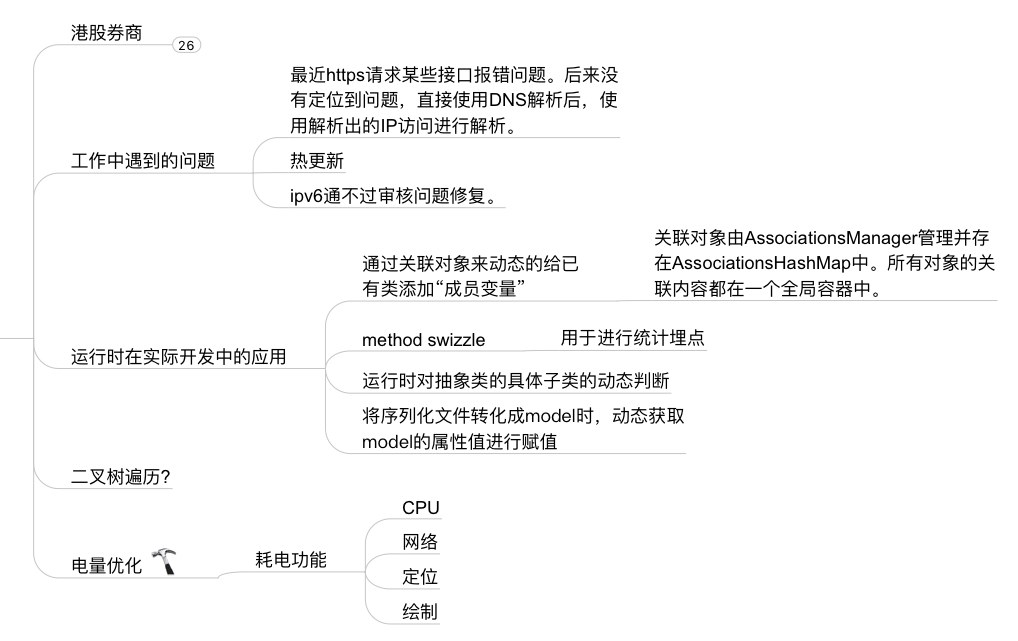 港股券商
26
最近https请求某些接口报错问题。后来没
有定位到问题，直接使用DNS解析后，使
用解析出的IP访问进行解析。
工作中遇到的问题
热更新
ipv6通不过审核问题修复。
关联对象由AssociationsManager管理并存
在AssociationsHashMap中。所有对象的关
联内容都在一个全局容器中。
通过关联对象来动态的给已
有类添加“成员变量”
method swizzle
用于进行统计埋点
运行时在实际开发中的应用
运行时对抽象类的具体子类的动态判断
将序列化文件转化成model时，动态获取
model的属性值进行赋值
二叉树遍历?
电量优化
耗电功能
CPU
网络
定位
绘制